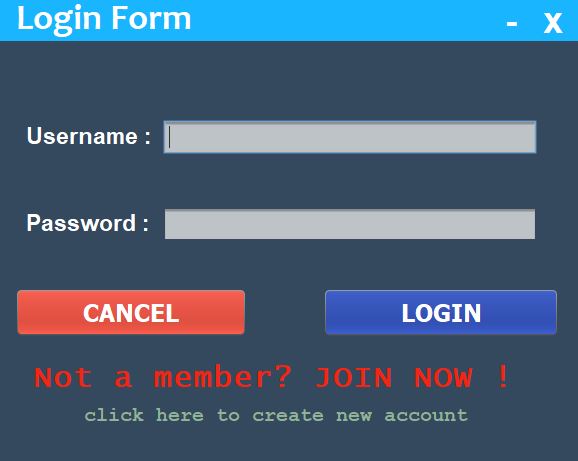 Login Form - X
Username :
Password :
CANCEL LOGIN
Not a member? JOIN NOW !
click here to create new account